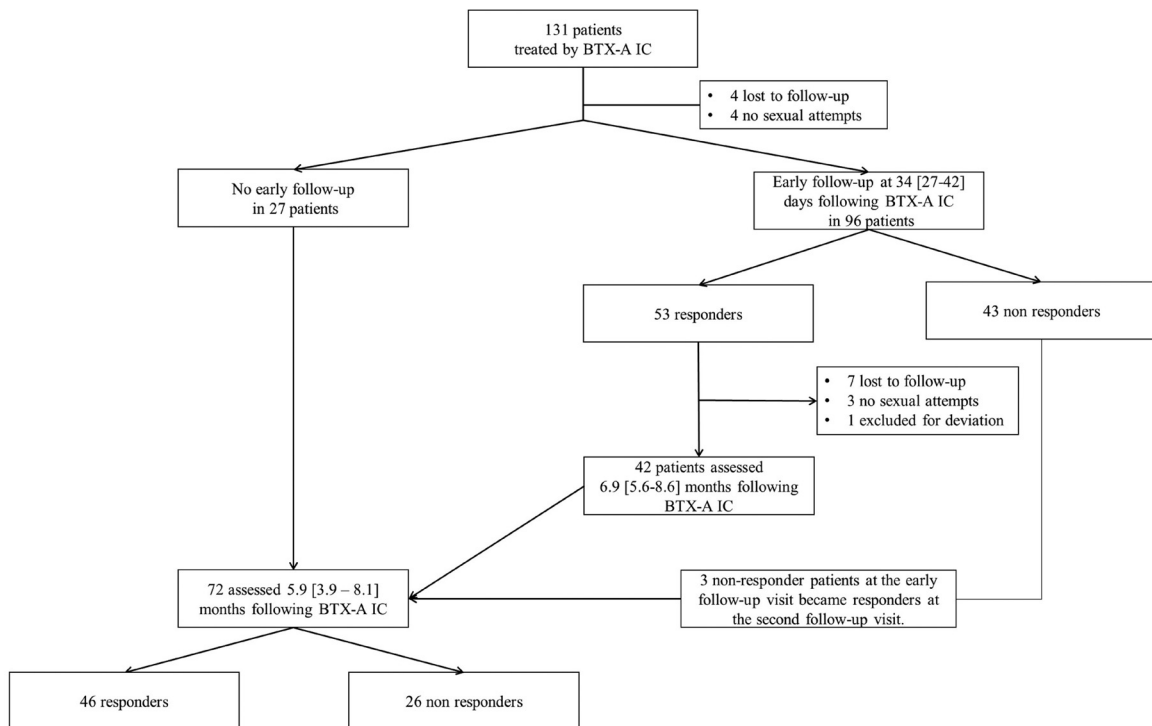 131 patients
treated by BTX-A IC
• 4 lost to follow-up
• 4 no sexual attempts
No early follow-up
in 27 patients
Early follow-up at 34 [27-42]
days following BTX-A IC
in 96 patients
53 responders
43 non responders
• 7 lost to follow-up
• 3 no sexual attempts
• 1 excluded for deviation
42 patients assessed
6.9 [5.6-8.6] months following
BTX-A IC
72 assessed 5.9 [3.9 – 8.1]
months following BTX-A IC
3 non-responder patients at the early
follow-up visit became responders at
the second follow-up visit.
46 responders
26 non responders